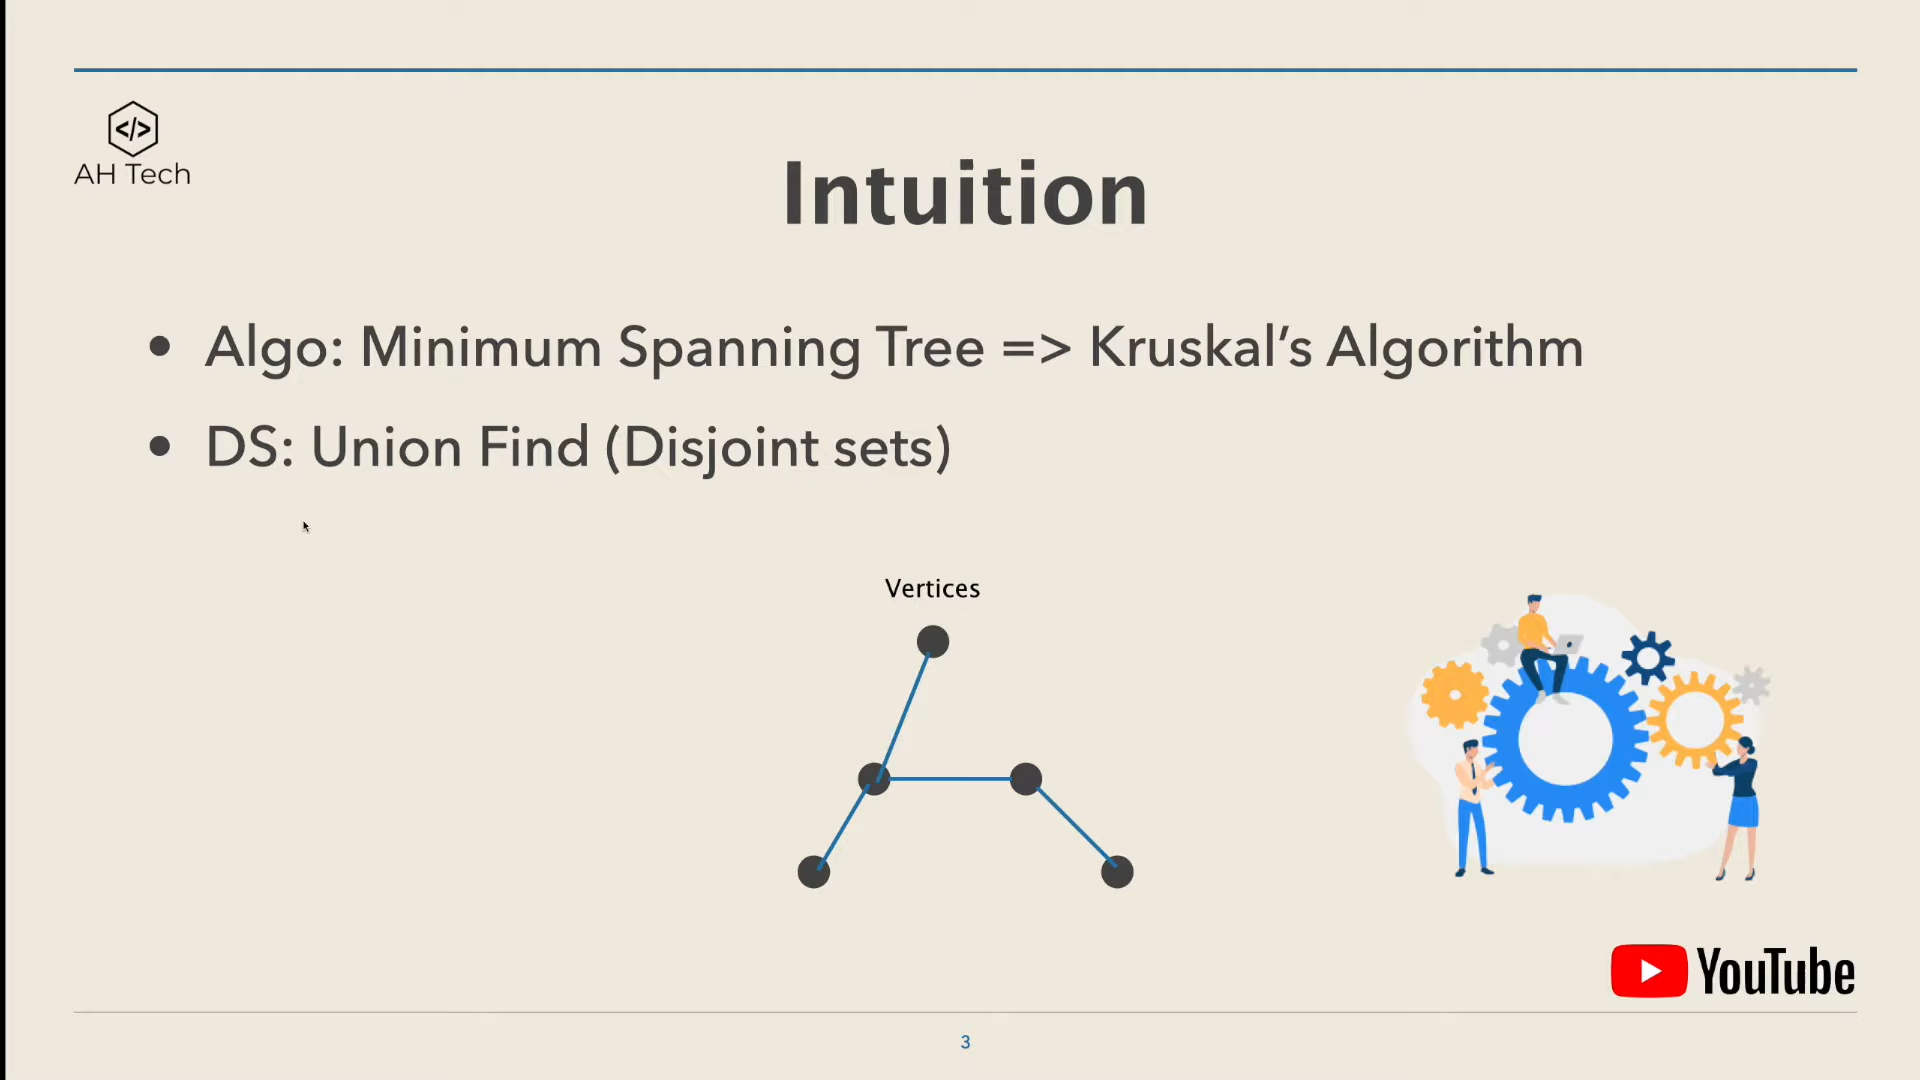 </>
AH Tech
Intuition
• Algo: Minimum Spanning Tree => Kruskal’s Algorithm
• DS: Union Find (Disjoint sets)
Vertices
YouTube
3